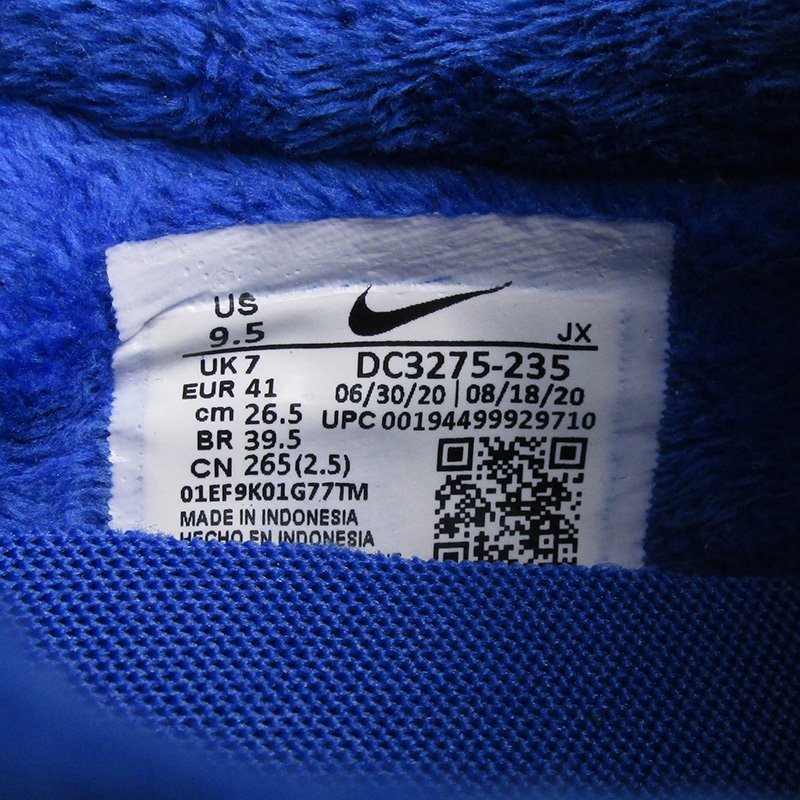 US
9.5
JX
UK 7
DC3275-235
EUR 41
06/30/20 | 08/18/20
cm 26.5
UPC 00194499929710
BR 39.5
CN 265(2.5)
01EF9K01G77TM
MADE IN INDONESIA
HECHO EN INDONESIA